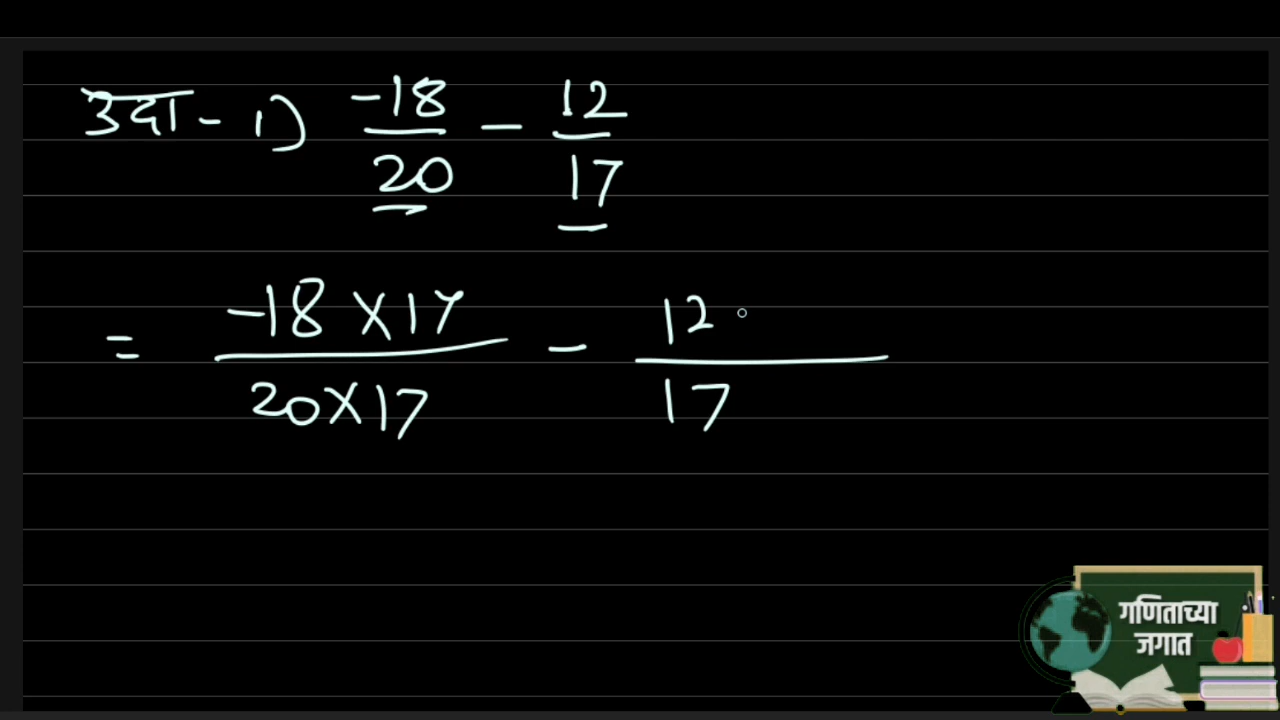 उदा - 1) -18/20 - 12/17
= -18 X 17/20 X 17 - 12/17
गणिताच्या
जगात